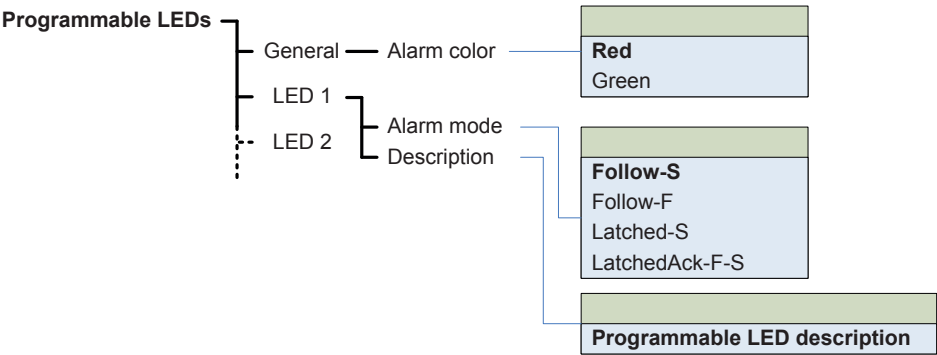 Programmable LEDs
General
Alarm color
Red
Green
LED 1
Alarm mode
LED 2
Description
Follow-S
Follow-F
Latched-S
LatchedAck-F-S
Programmable LED description